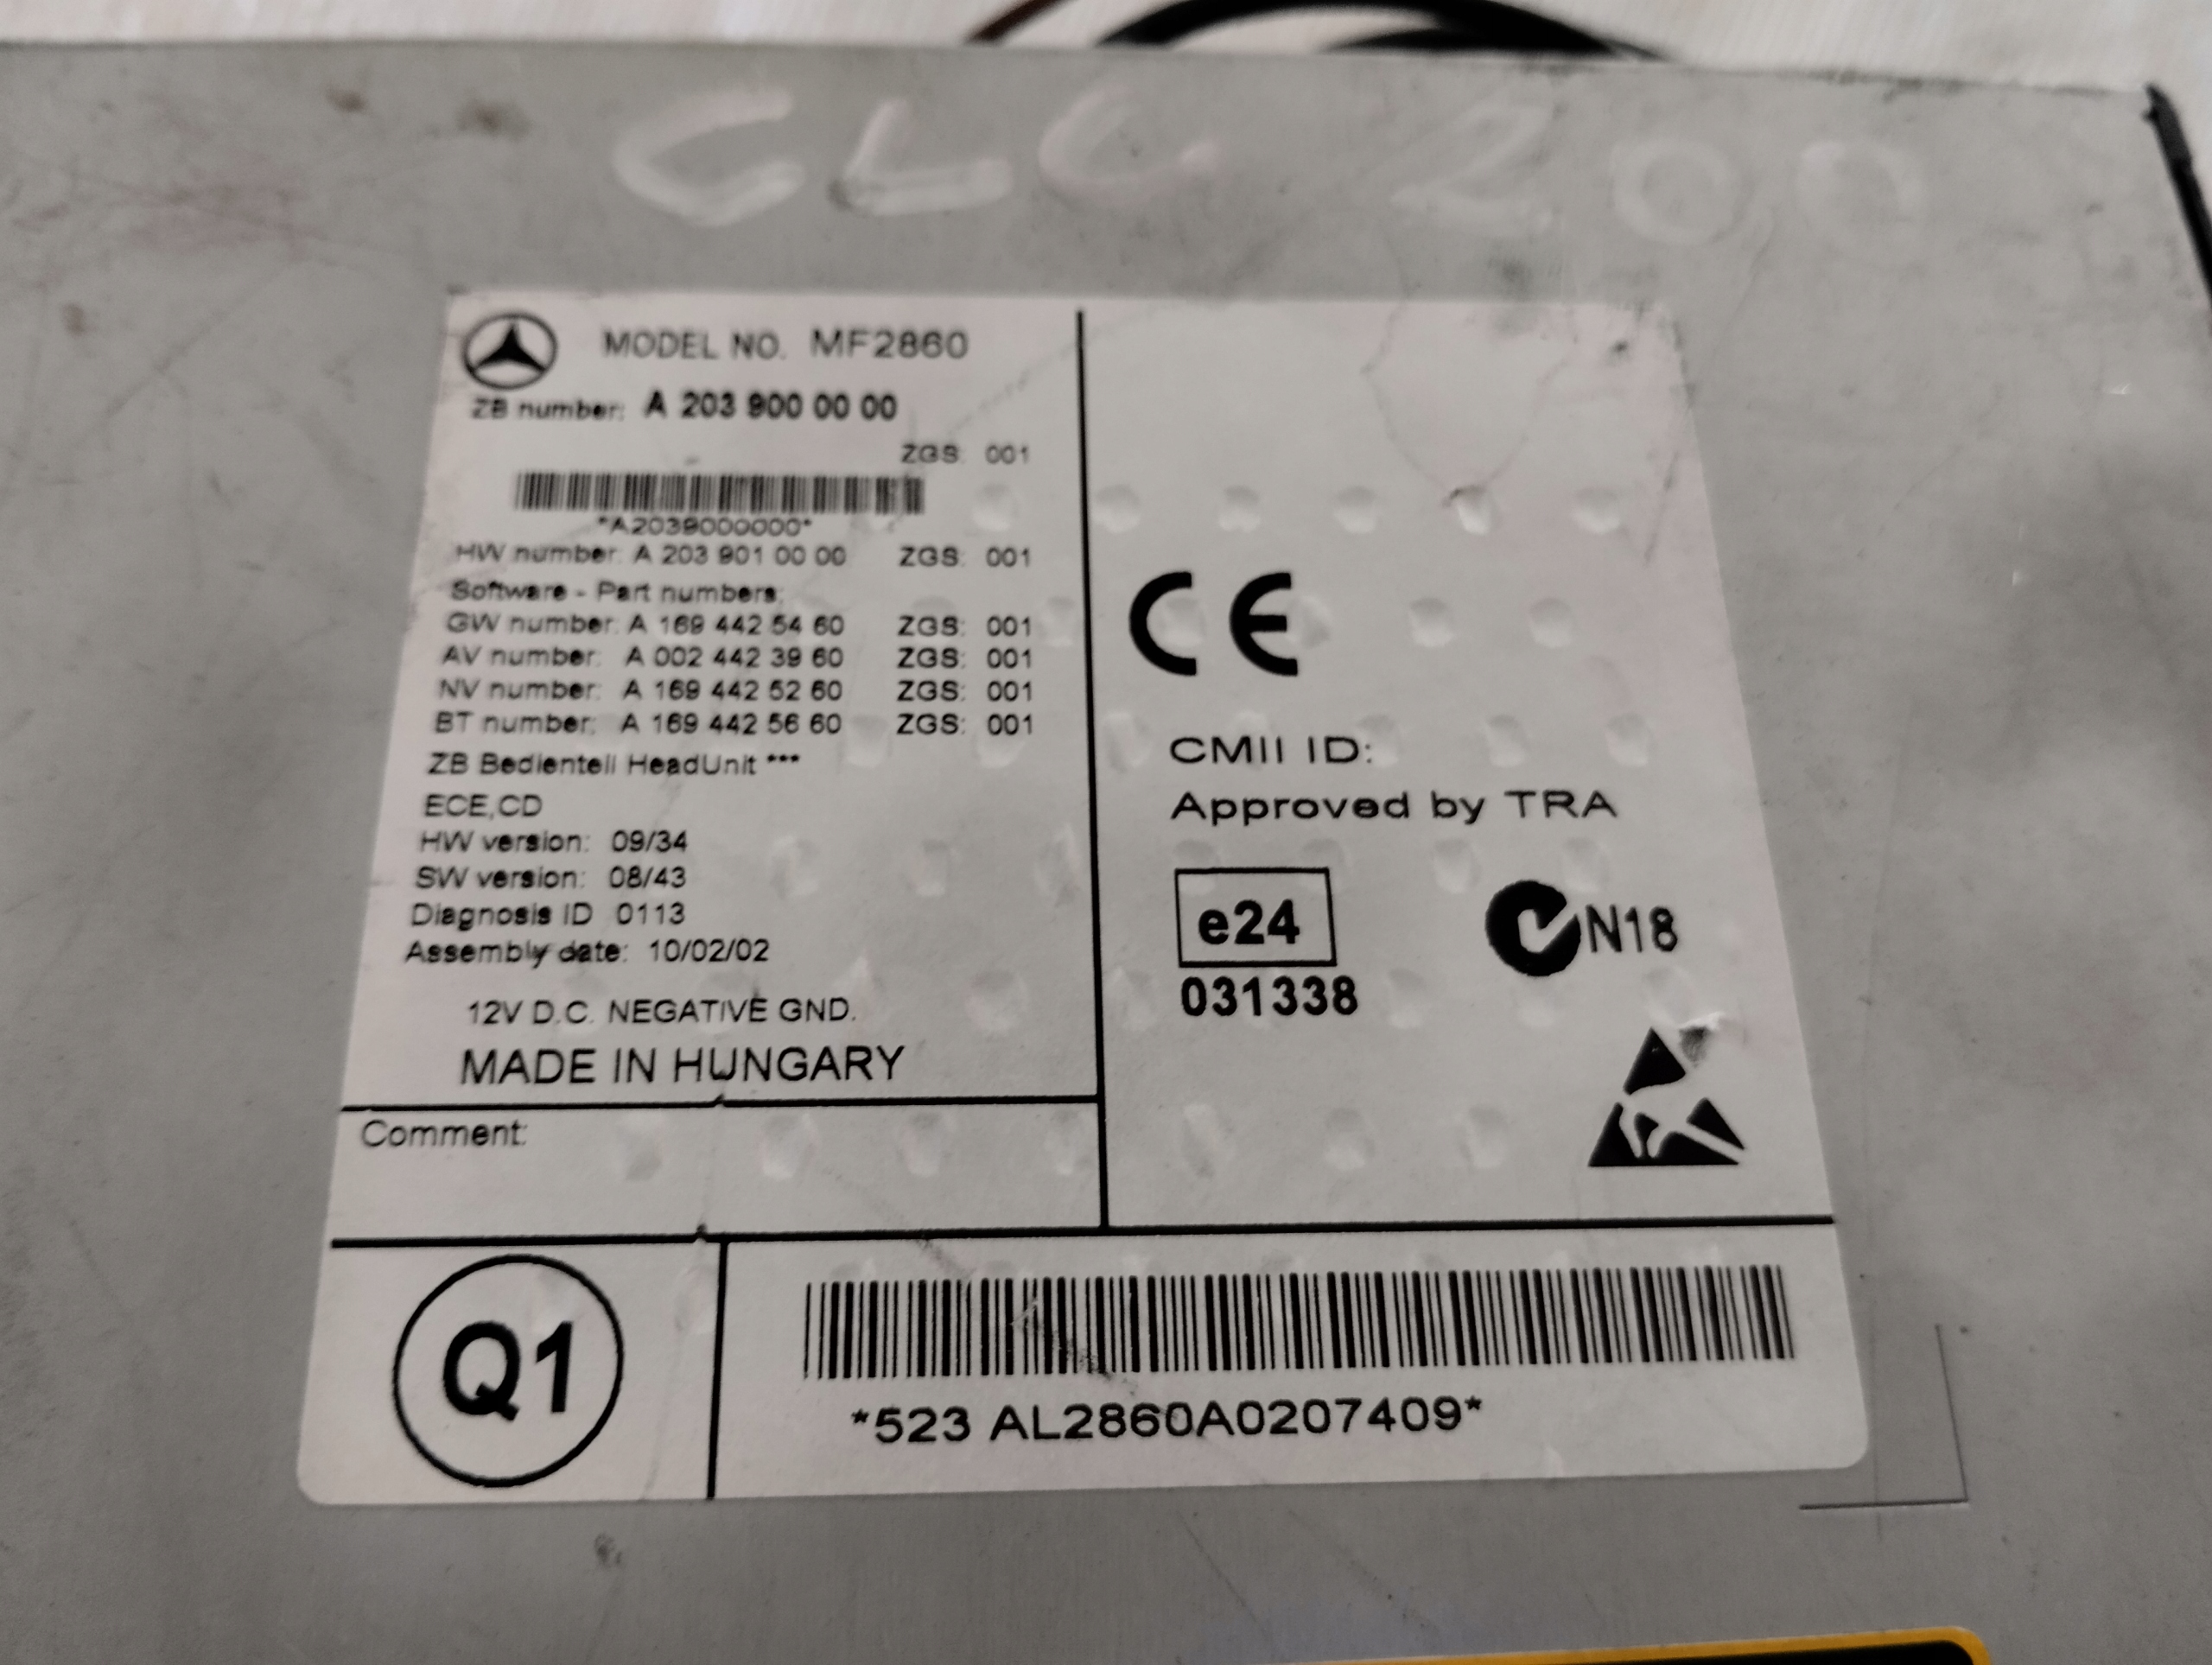 CLC 200
MODEL NO. MF2860
ZB number: A 203 900 00 00
ZGS: 001
*A2039000000*
HW number: A 203 901 00 00 ZGS: 001
Software - Part numbers:
GW number: A 169 442 54 60 ZGS: 001
AV number: A 002 442 39 60 ZGS: 001
NV number: A 169 442 52 60 ZGS: 001
BT number: A 169 442 56 60 ZGS: 001
ZB Bedienteil HeadUnit ***
ECE,CD
HW version: 09/34
SW version: 08/43
Diagnosis ID 0113
Assembly date: 10/02/02
12V D.C. NEGATIVE GND.
MADE IN HUNGARY
Comment:
CE
CMII ID:
Approved by TRA
e24
031338
N18
Q1
*523 AL2860A0207409*